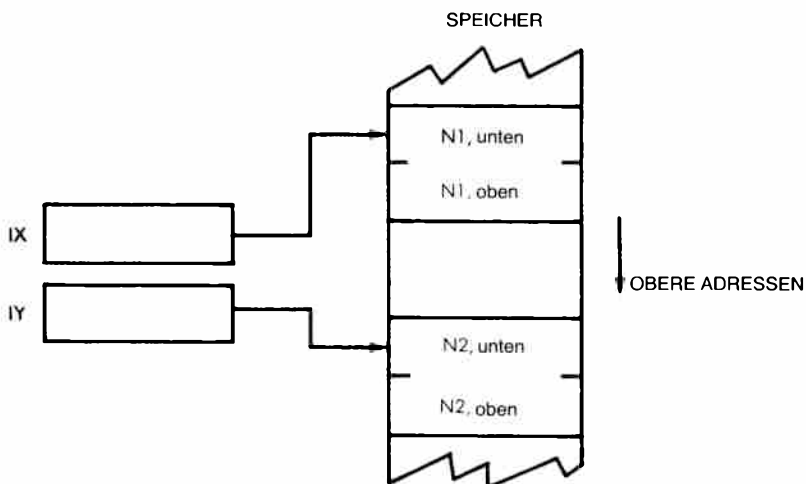 SPEICHER
N1, unten
N1, oben
IX
OBERE ADRESSEN
IY
N2, unten
N2, oben